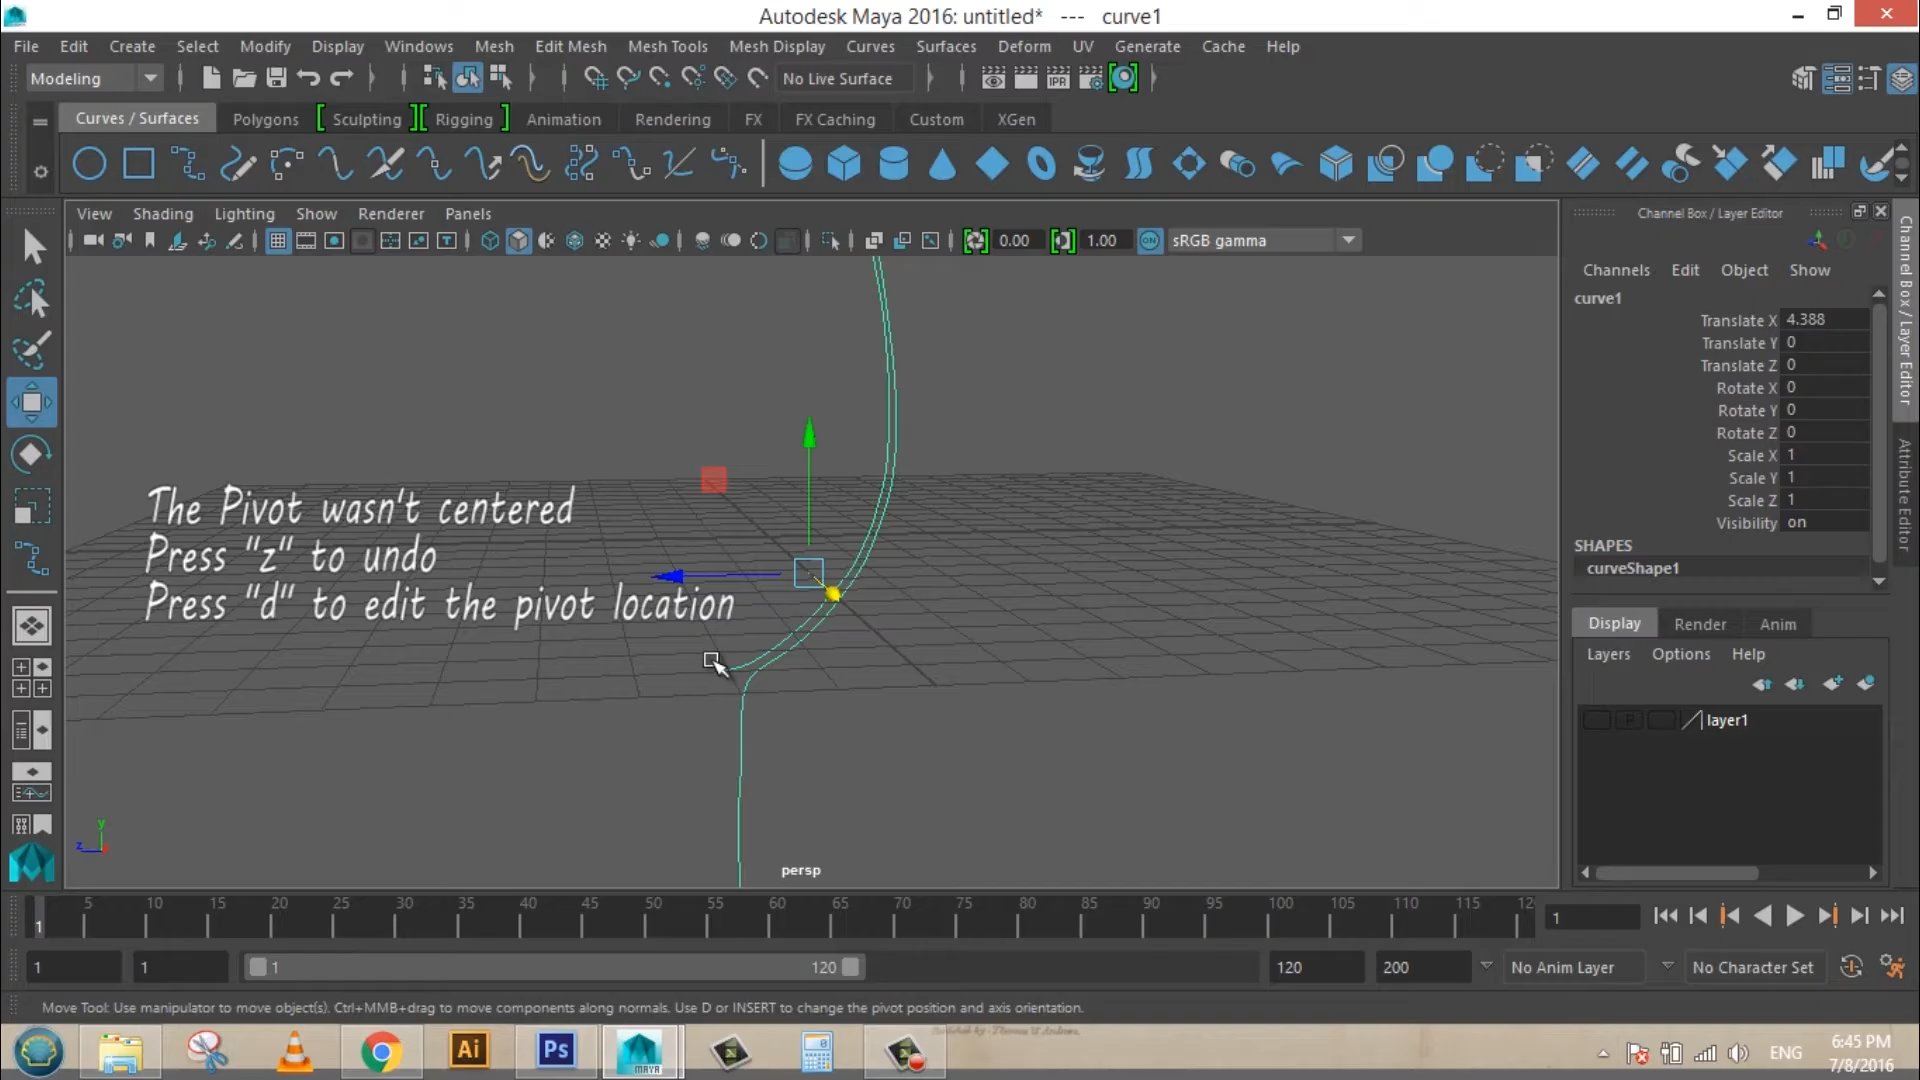 Autodesk Maya 2016: untitled* --- curve1
File Edit Create Select Modify Display Windows Mesh Edit Mesh Mesh Tools Mesh Display Curves Surfaces Deform UV Generate Cache Help
Modeling No Live Surface IPR
Curves / Surfaces Polygons Sculpting Rigging Animation Rendering FX FX Caching Custom XGen
View Shading Lighting Show Renderer Panels
0.00 1.00 ON sRGB gamma
The Pivot wasn't centered
Press "z" to undo
Press "d" to edit the pivot location
y
z
persp
Channel Box / Layer Editor
Channels Edit Object Show
curve1
Translate X 4.388
Translate Y 0
Translate Z 0
Rotate X 0
Rotate Y 0
Rotate Z 0
Scale X 1
Scale Y 1
Scale Z 1
Visibility on
SHAPES
curveShape1
Display Render Anim
Layers Options Help
P layer1
Channel Box / Layer Editor
Attribute Editor
5 10 15 20 25 30 35 40 45 50 55 60 65 70 75 80 85 90 95 100 105 110 115 12
1 1
1 1 1 120 120 200 No Anim Layer No Character Set
Move Tool: Use manipulator to move object(s). Ctrl+MMB+drag to move components along normals. Use D or INSERT to change the pivot position and axis orientation.
Ai Ps MAYA 0 ENG 6:45 PM
7/8/2016